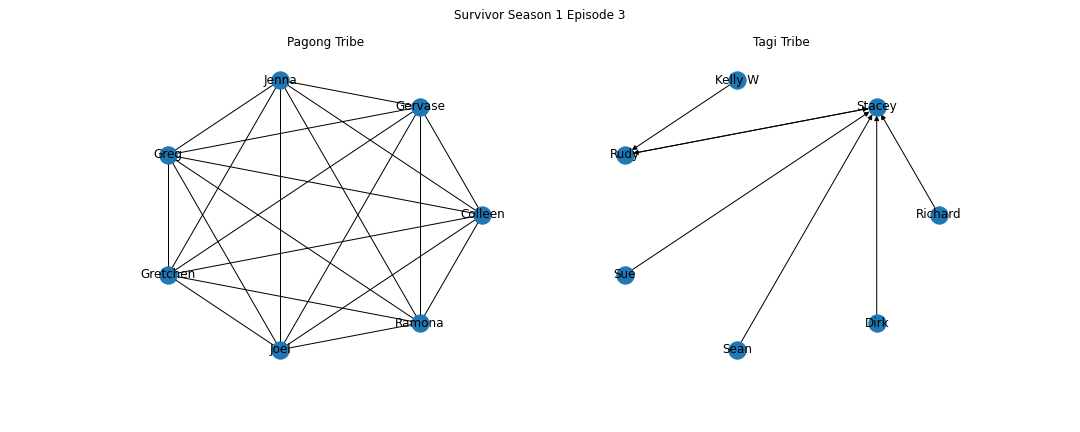 Survivor Season 1 Episode 3
Pagong Tribe
Jenna
Gervase
Greg
Colleen
Gretchen
Ramona
Joel
Tagi Tribe
Kelly W
Stacey
Rudy
Richard
Sue
Dirk
Sean